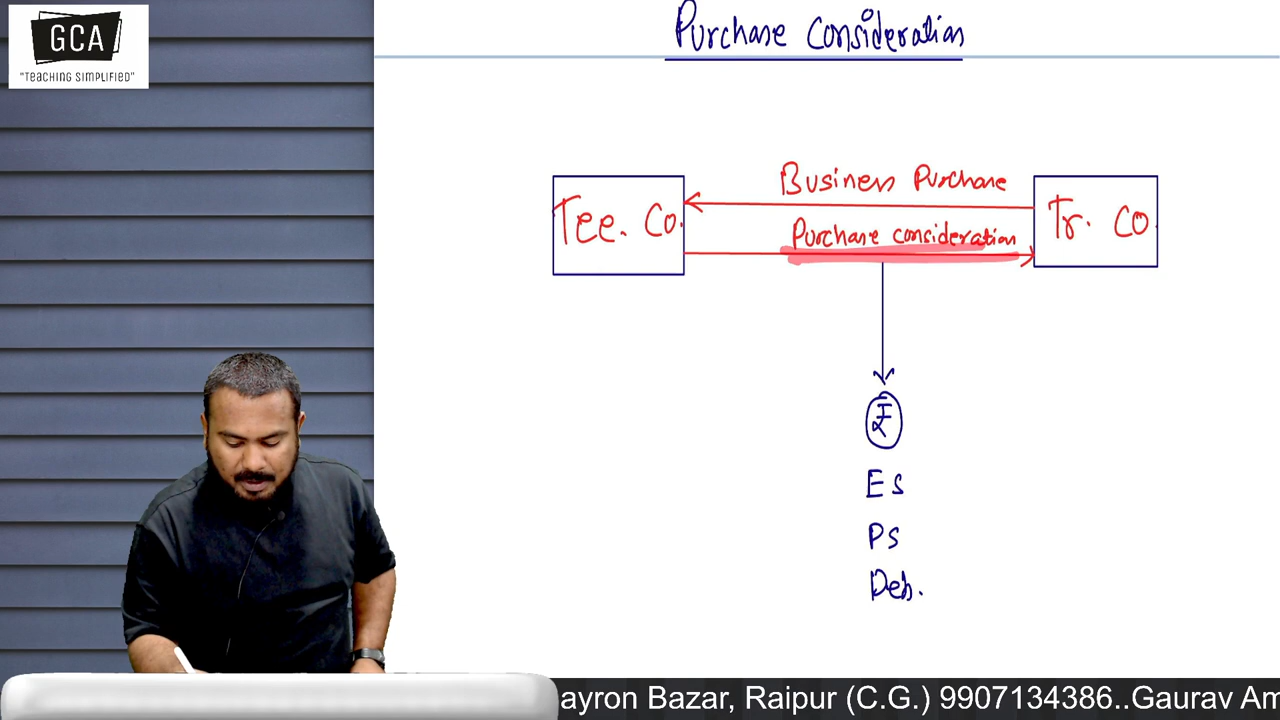 GCA
"TEACHING SIMPLIFIED"
Purchase Consideration
Business Purchase
Tee. Co.
Tr. Co
Purchase consideration
₹
ES
PS
Deb.
ayron Bazar, Raipur (C.G.) 9907134386..Gaurav Am